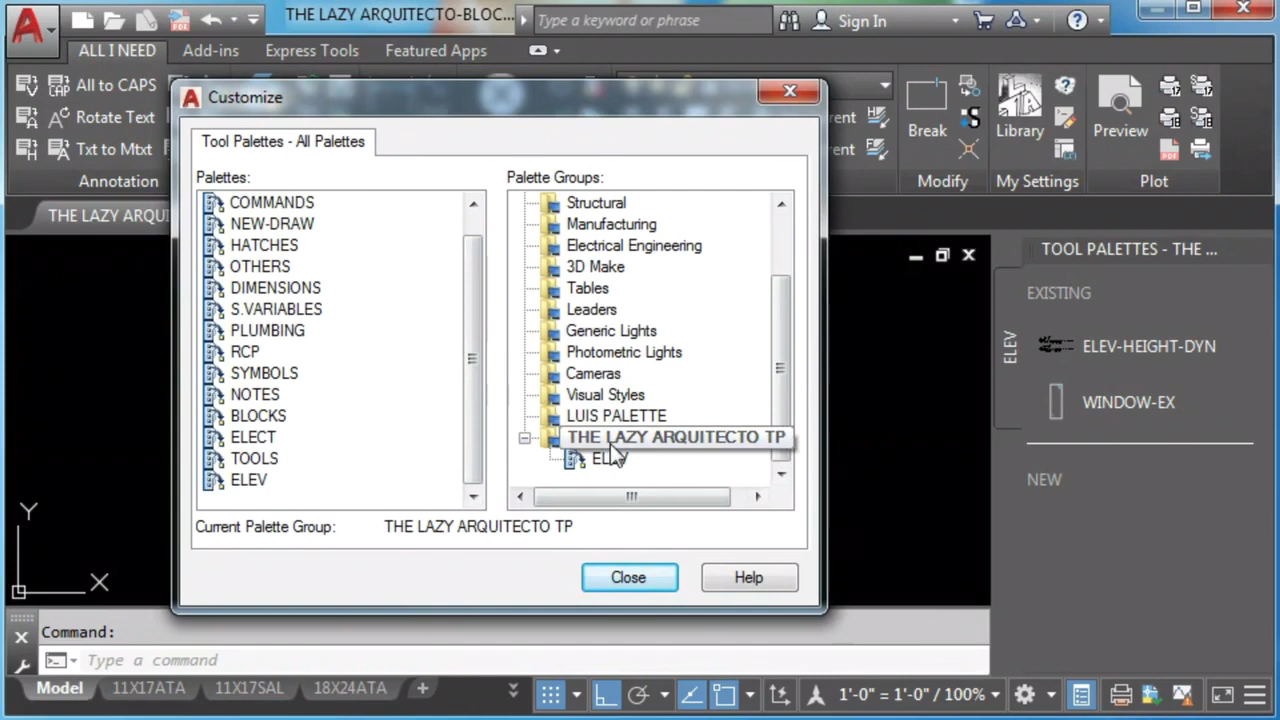 THE LAZY ARQUITECTO-BLOC...
Type a keyword or phrase
Sign In
ALL I NEED
Add-ins
Express Tools
Featured Apps
All to CAPS
Rotate Text
Txt to Mtxt
Annotation
Break
Library
Preview
Modify
My Settings
Plot
THE LAZY ARQUI
Customize
Tool Palettes - All Palettes
Palettes:
COMMANDS
NEW-DRAW
HATCHES
OTHERS
DIMENSIONS
S.VARIABLES
PLUMBING
RCP
SYMBOLS
NOTES
BLOCKS
ELECT
TOOLS
ELEV
Palette Groups:
Structural
Manufacturing
Electrical Engineering
3D Make
Tables
Leaders
Generic Lights
Photometric Lights
Cameras
Visual Styles
LUIS PALETTE
THE LAZY ARQUITECTO TP
ELEV
Current Palette Group: THE LAZY ARQUITECTO TP
Close
Help
TOOL PALETTES - THE ...
EXISTING
ELEV
ELEV-HEIGHT-DYN
WINDOW-EX
NEW
Y
X
Command:
Type a command
Model
11X17ATA
11X17SAL
18X24ATA
1'-0" = 1'-0" / 100%